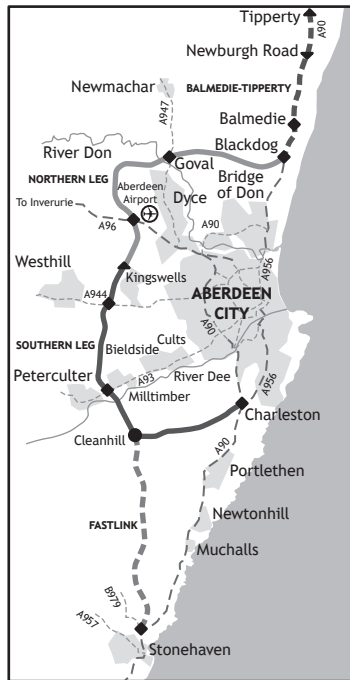 Tipperty
A90
Newburgh Road
Newmachar
BALMEDIE-TIPPERTY
A947
Balmedie
Blackdog
River Don
Goval
Bridge
of Don
NORTHERN LEG
Aberdeen
Airport
Dyce
To Inverurie
A96
A90
Westhill
A956
Kingswells
A944
ABERDEEN
CITY
A90
SOUTHERN LEG
Bieldside
Cults
Peterculter
A93
River Dee
Milltimber
Charleston
Cleanhill
A956
A90
Portlethen
Newtonhill
FASTLINK
Muchalls
B979
A957
Stonehaven